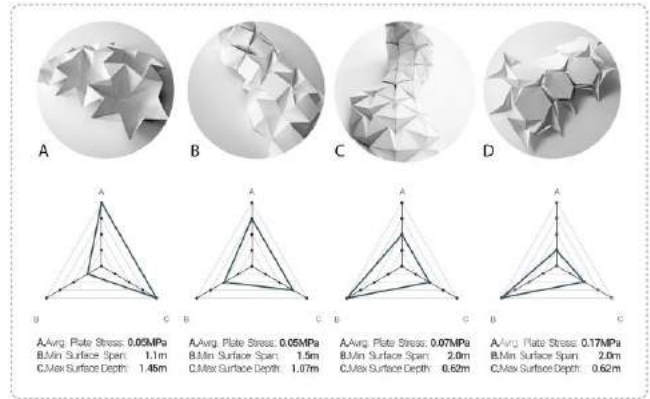 A
B
C
D
A
A
A
A
B
C
B
C
B
C
B
C
A.Avrg. Plate Stress: 0.05MPa
B.Min Surface Span: 1.1m
C.Max Surface Depth: 1.45m
A.Avrg. Plate Stress: 0.05MPa
B.Min Surface Span: 1.5m
C.Max Surface Depth: 1.07m
A.Avrg. Plate Stress: 0.07MPa
B.Min Surface Span: 2.0m
C.Max Surface Depth: 0.62m
A.Avrg. Plate Stress: 0.17MPa
B.Min Surface Span: 2.0m
C.Max Surface Depth: 0.62m